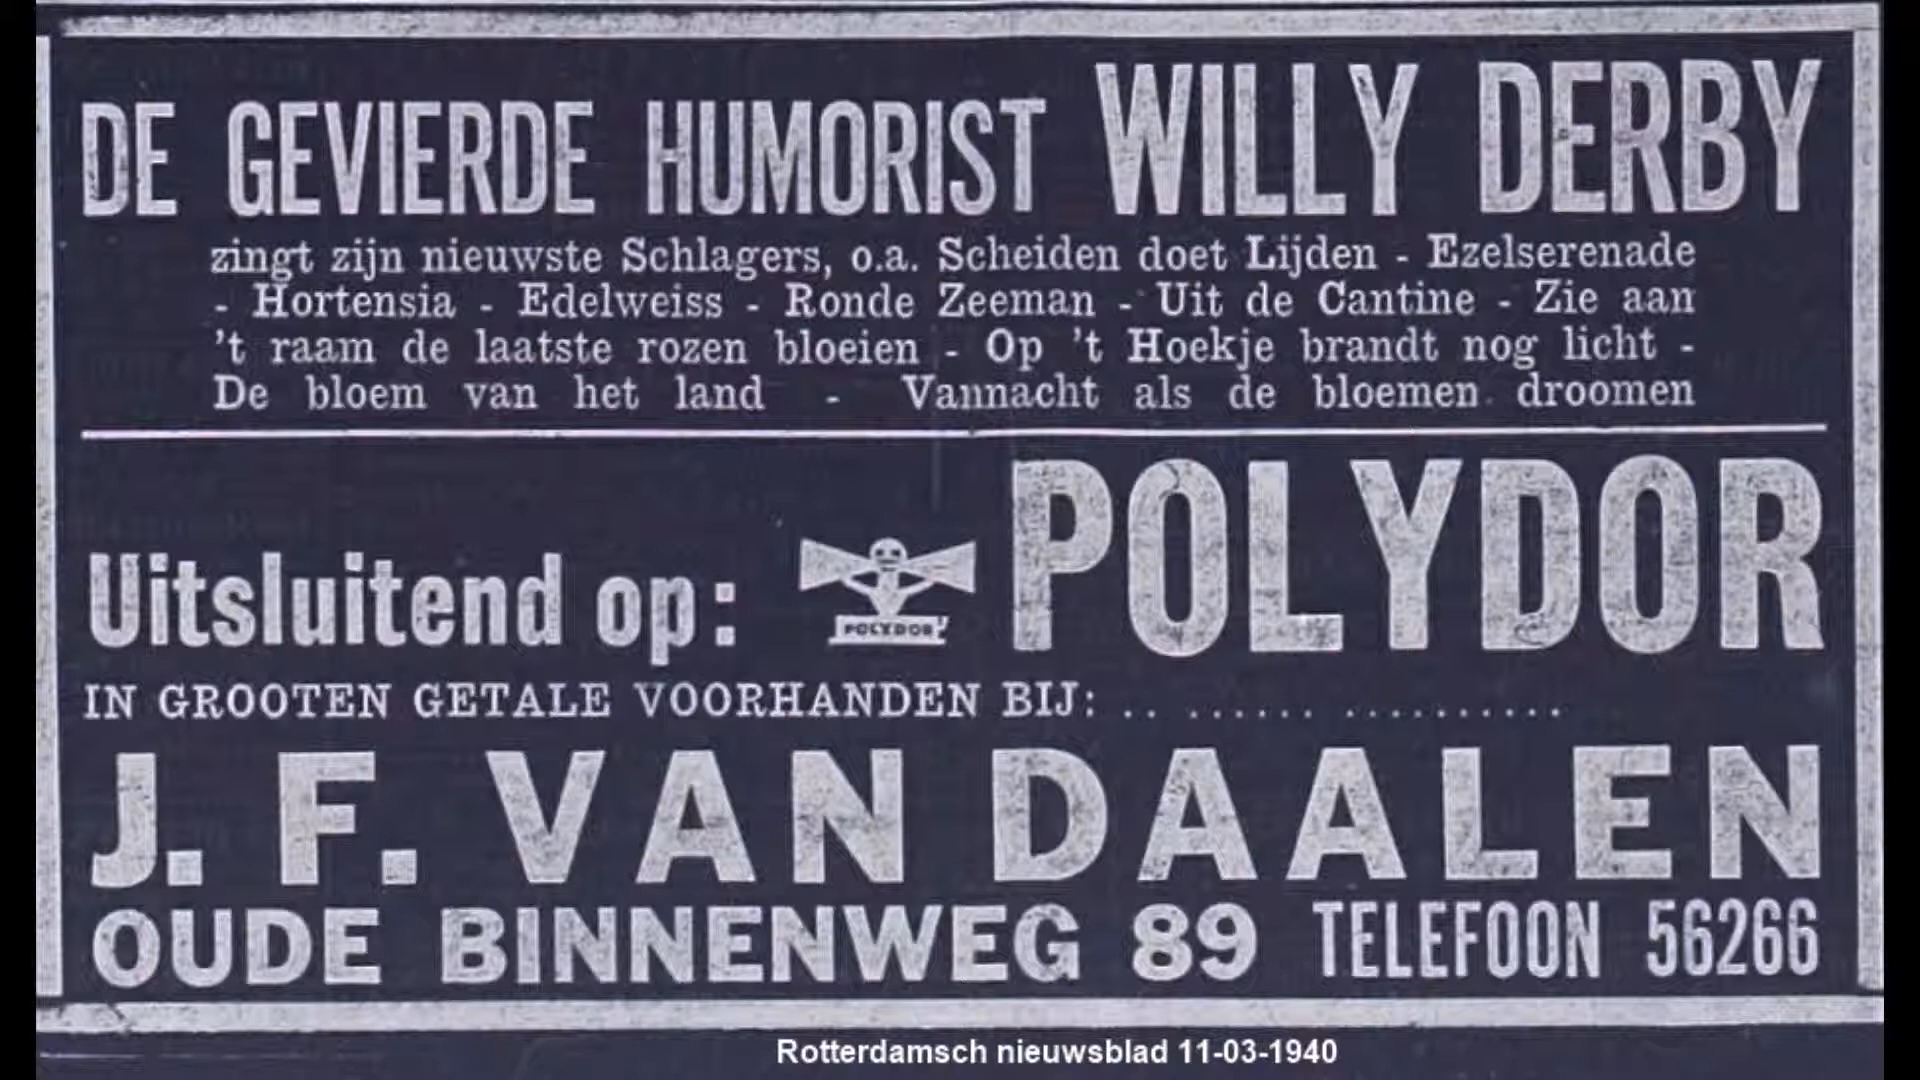 DE GEVIERDE HUMORIST WILLY DERBY
zingt zijn nieuwste Schlagers, o.a. Scheiden doet Lijden - Ezelserenade
- Hortensia - Edelweiss - Ronde Zeeman - Uit de Cantine - Zie aan
't raam de laatste rozen bloeien - Op 't Hoekje brandt nog licht -
De bloem van het land - Vannacht als de bloemen droomen
Uitsluitend op: POLYDOR POLYDOR
IN GROOTEN GETALE VOORHANDEN BIJ: .. ...... ..........
J. F. VAN DAALEN
OUDE BINNENWEG 89 TELEFOON 56266
Rotterdamsch nieuwsblad 11-03-1940